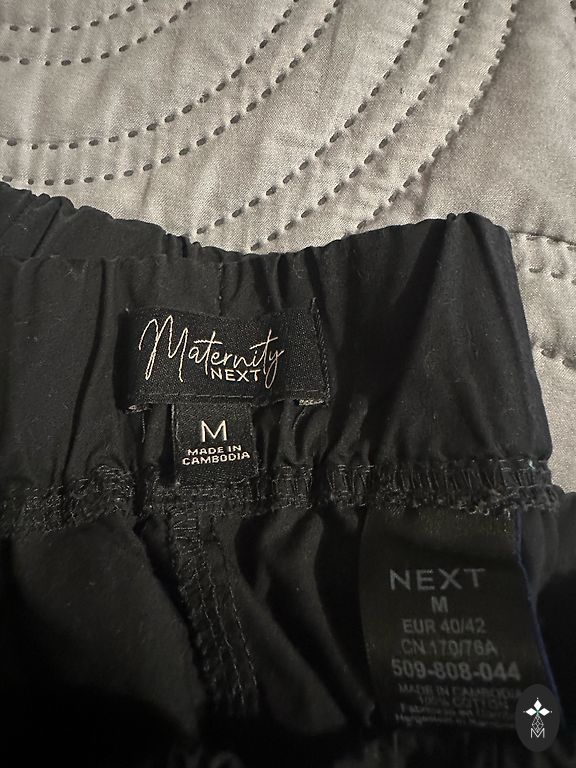 Maternity
NEXT
M
MADE IN
CAMBODIA
NEXT
M
EUR 40/42
CN 170/76A
509-808-044
MADE IN CAMBODIA
100% COTTON
M